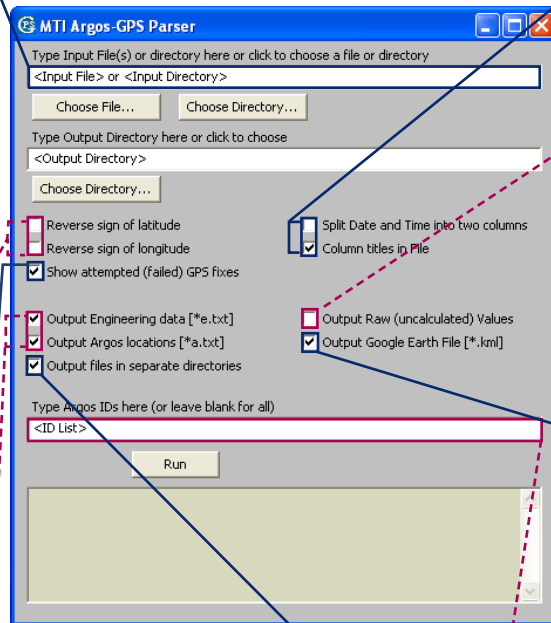 MTI Argos-GPS Parser
Type Input File(s) or directory here or click to choose a file or directory
<Input File> or <Input Directory>
Choose File... Choose Directory...
Type Output Directory here or click to choose
<Output Directory>
Choose Directory...
Reverse sign of latitude Split Date and Time into two columns
Reverse sign of longitude Column titles in File
Show attempted (failed) GPS fixes
Output Engineering data [*e.txt] Output Raw (uncalculated) Values
Output Argos locations [*a.txt] Output Google Earth File [*.kml]
Output files in separate directories
Type Argos IDs here (or leave blank for all)
<ID List>
Run